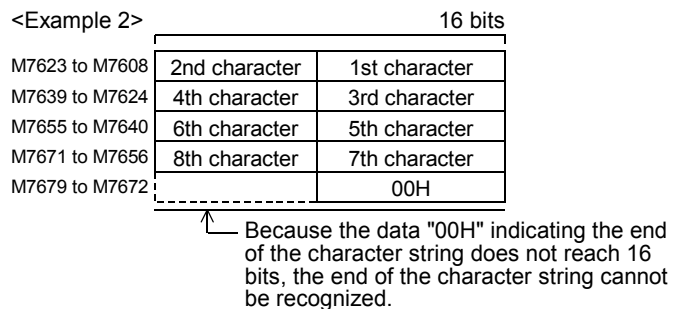 <Example 2> 16 bits
M7623 to M7608 2nd character 1st character
M7639 to M7624 4th character 3rd character
M7655 to M7640 6th character 5th character
M7671 to M7656 8th character 7th character
M7679 to M7672 00H
Because the data "00H" indicating the end
of the character string does not reach 16
bits, the end of the character string cannot
be recognized.